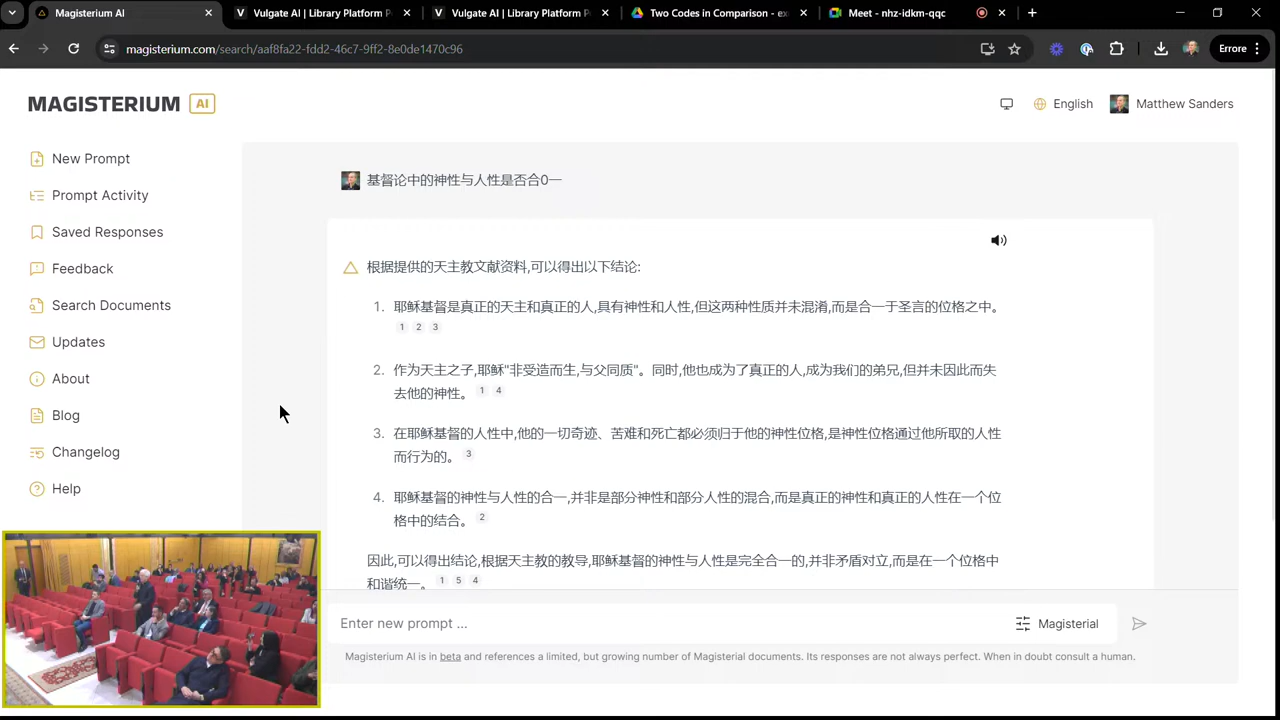 Magisterium AI
Vulgate AI | Library Platform P
Vulgate AI | Library Platform P
Two Codes in Comparison - ex
Meet - nhz-idkm-qqc
magisterium.com/search/aaf8fa22-fdd2-46c7-9ff2-8e0de1470c96
Errore
MAGISTERIUM AI
English
Matthew Sanders
New Prompt
Prompt Activity
Saved Responses
Feedback
Search Documents
Updates
About
Blog
Changelog
Help
基督论中的神性与人性是否合0一
根据提供的天主教文献资料,可以得出以下结论:
1. 耶稣基督是真正的天主和真正的人,具有神性和人性,但这两种性质并未混淆,而是合一于圣言的位格之中。
1 2 3
2. 作为天主之子,耶稣"非受造而生,与父同质"。同时,他也成为了真正的人,成为我们的弟兄,但并未因此而失
去他的神性。 1 4
3. 在耶稣基督的人性中,他的一切奇迹、苦难和死亡都必须归于他的神性位格,是神性位格通过他所取的人性
而行为的。 3
4. 耶稣基督的神性与人性的合一,并非是部分神性和部分人性的混合,而是真正的神性和真正的人性在一个位
格中的结合。 2
因此,可以得出结论,根据天主教的教导,耶稣基督的神性与人性是完全合一的,并非矛盾对立,而是在一个位格中
和谐统一。 1 5 4
Enter new prompt ...
Magisterial
Magisterium AI is in beta and references a limited, but growing number of Magisterial documents. Its responses are not always perfect. When in doubt consult a human.